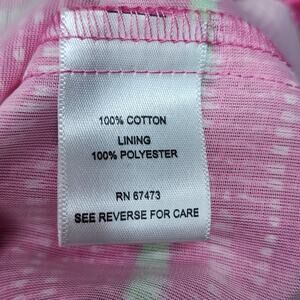 100% COTTON
LINING
100% POLYESTER
RN 67473
SEE REVERSE FOR CARE